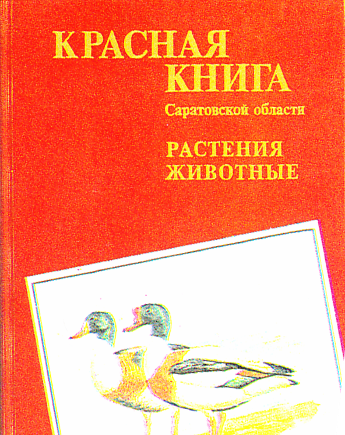 КРАСНАЯ
КНИГА
Саратовской области
РАСТЕНИЯ
ЖИВОТНЫЕ